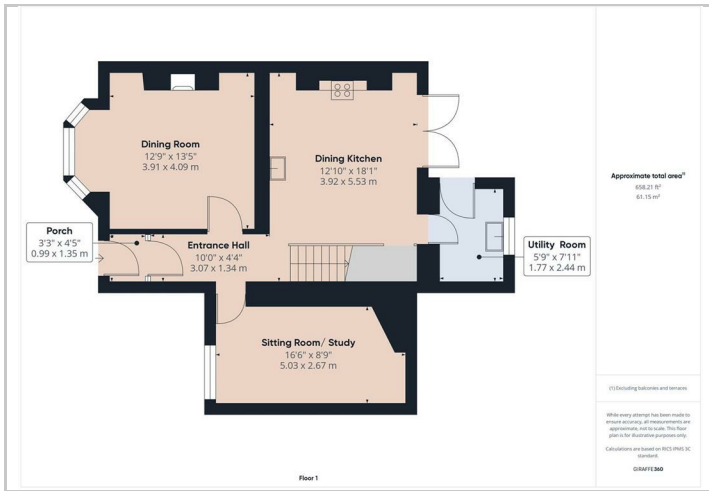 Dining Room
12'9" x 13'5"
3.91 x 4.09 m
Dining Kitchen
12'10" x 18'1"
3.92 x 5.53 m
Porch
3'3" x 4'5"
0.99 x 1.35 m
Entrance Hall
10'0" x 4'4"
3.07 x 1.34 m
Utility Room
5'9" x 7'11"
1.77 x 2.44 m
Sitting Room/ Study
16'6" x 8'9"
5.03 x 2.67 m
Floor 1
Approximate total area⁽¹⁾
658.21 ft²
61.15 m²
(1) Excluding balconies and terraces
While every attempt has been made to
ensure accuracy, all measurements are
approximate, not to scale. This floor
plan is for illustrative purposes only.
Calculations are based on RICS IPMS 3C
standard.
GIRAFFE360